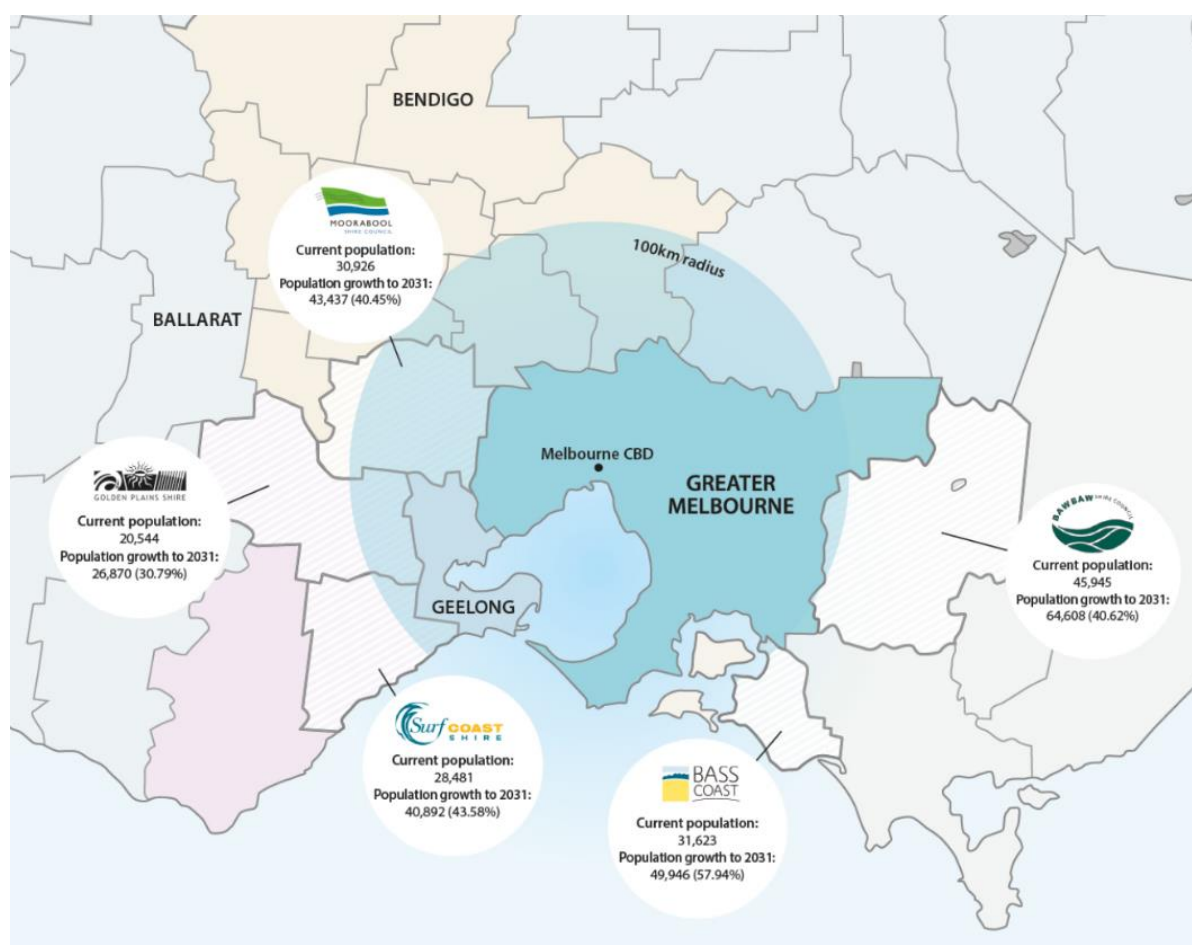 BENDIGO
MOORABOOL
SHIRE COUNCIL
Current population:
30,926
Population growth to 2031:
43,437 (40.45%)
100km radius
BALLARAT
Melbourne CBD
GREATER
MELBOURNE
GOLDEN PLAINS SHIRE
Current population:
20,544
Population growth to 2031:
26,870 (30.79%)
BAWBAW SHIRE COUNCIL
Current population:
45,945
Population growth to 2031:
64,608 (40.62%)
GEELONG
Surf COAST
SHIRE
Current population:
28,481
Population growth to 2031:
40,892 (43.58%)
BASS
COAST
Current population:
31,623
Population growth to 2031:
49,946 (57.94%)